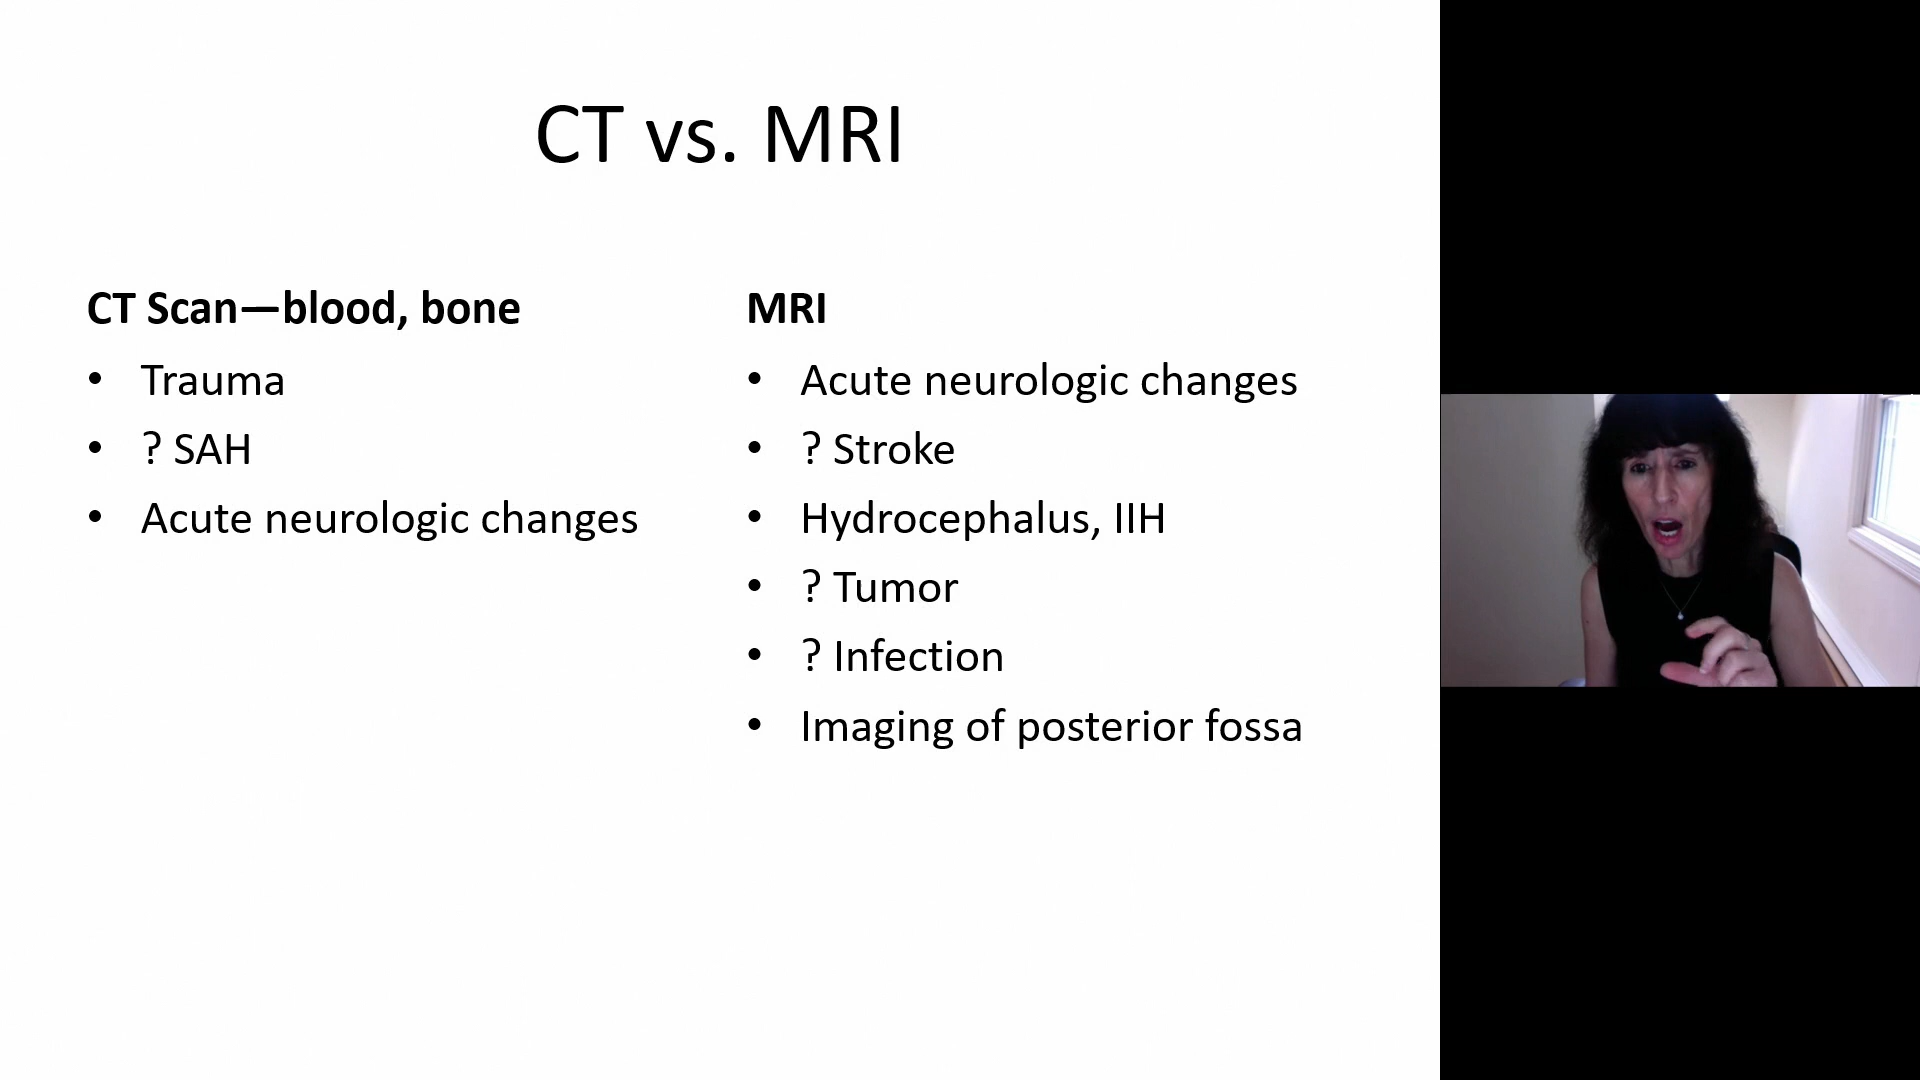 CT vs. MRI
CT Scan—blood, bone
• Trauma
• ? SAH
• Acute neurologic changes
MRI
• Acute neurologic changes
• ? Stroke
• Hydrocephalus, IIH
• ? Tumor
• ? Infection
• Imaging of posterior fossa